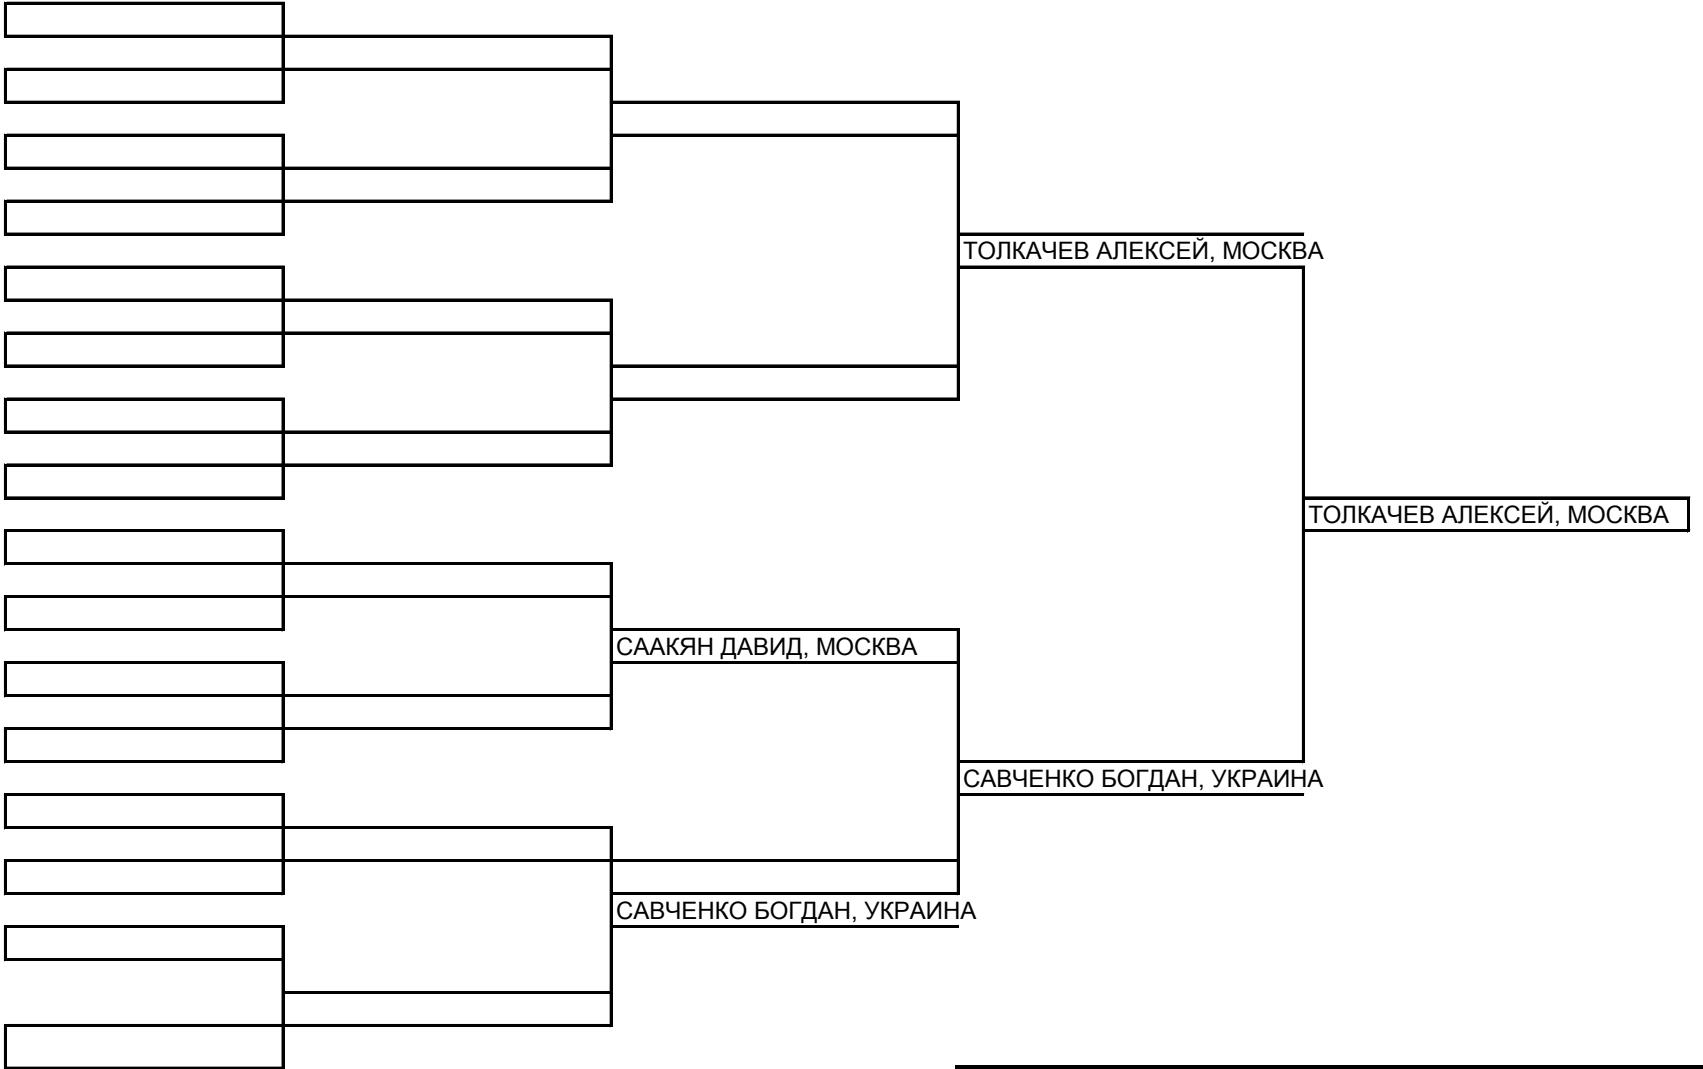 ТОЛКАЧЕВ АЛЕКСЕЙ, МОСКВА
ТОЛКАЧЕВ АЛЕКСЕЙ, МОСКВА
СААКЯН ДАВИД, МОСКВА
САВЧЕНКО БОГДАН, УКРАИНА
САВЧЕНКО БОГДАН, УКРАИНА